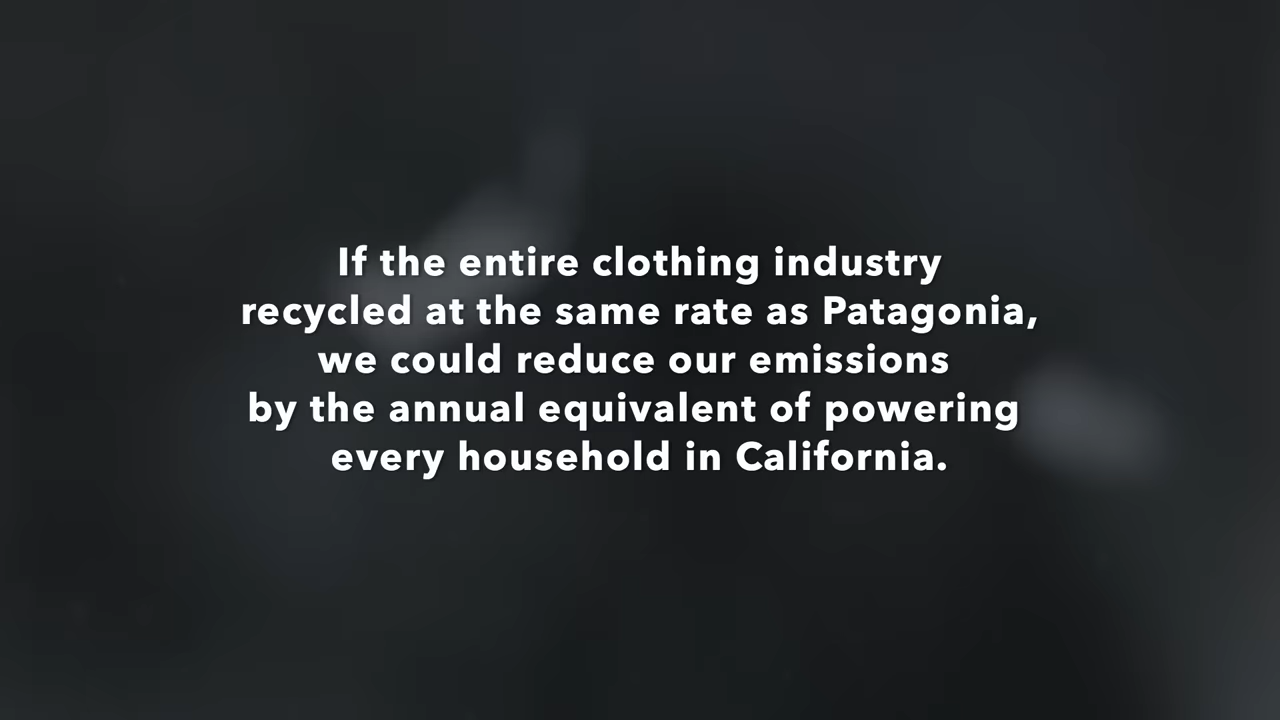 If the entire clothing industry
recycled at the same rate as Patagonia,
we could reduce our emissions
by the annual equivalent of powering
every household in California.